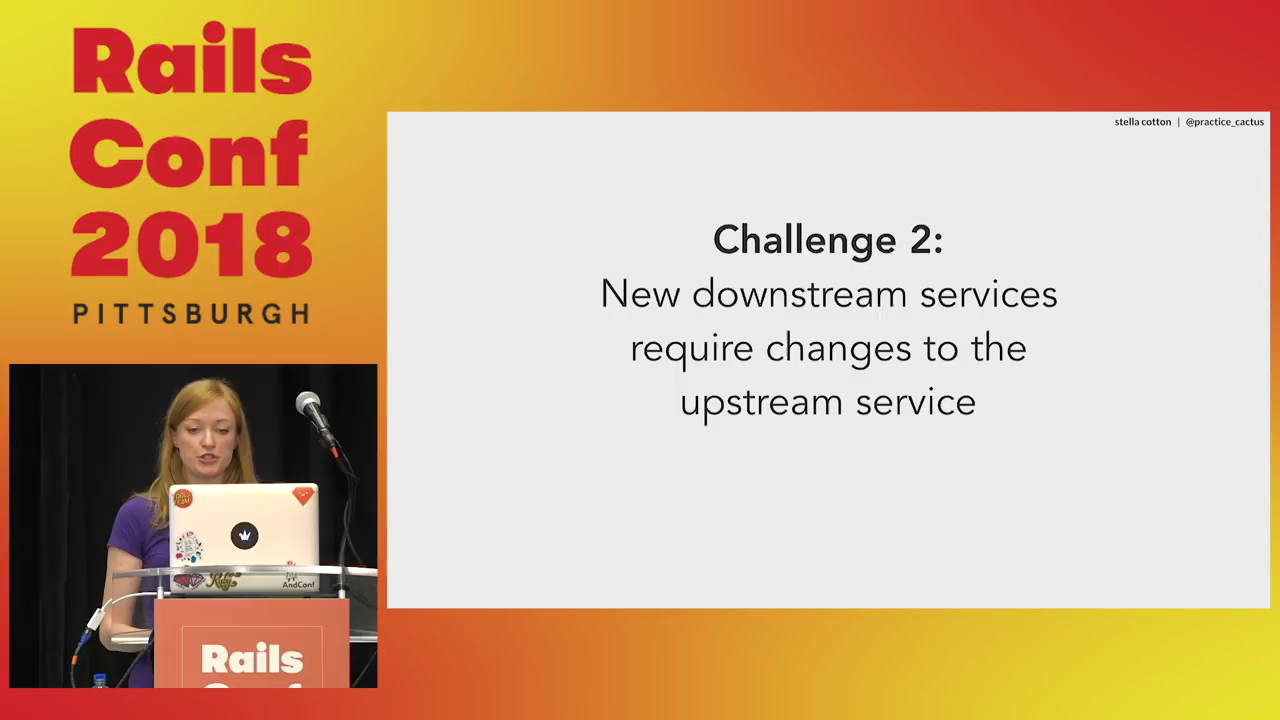 Rails
Conf
2018
PITTSBURGH
stella cotton | @practice_cactus
Challenge 2:
New downstream services
require changes to the
upstream service
Ruby
AndConf
Rails